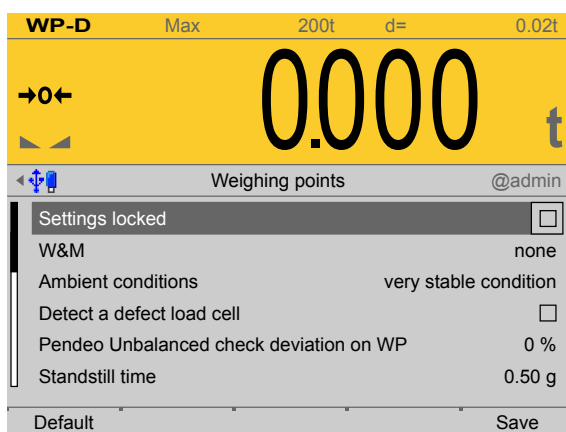 WP-D Max 200t d= 0.02t
→0←
0.000 t
Weighing points @admin
Settings locked
W&M none
Ambient conditions very stable condition
Detect a defect load cell
Pendeo Unbalanced check deviation on WP 0 %
Standstill time 0.50 g
Default Save